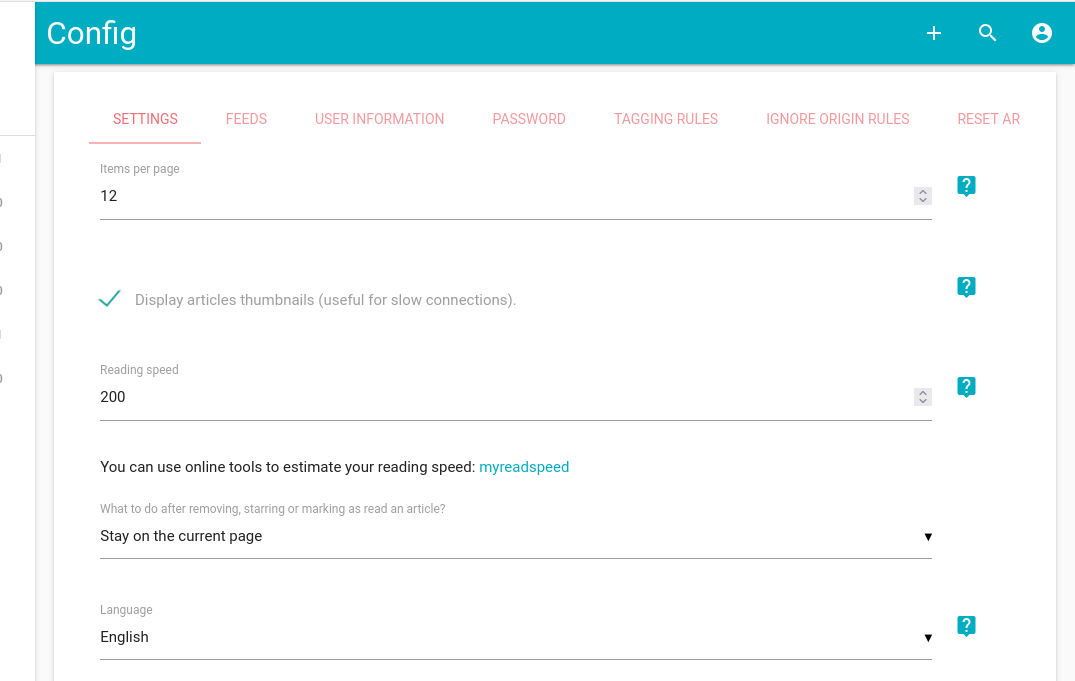 Config
SETTINGS FEEDS USER INFORMATION PASSWORD TAGGING RULES IGNORE ORIGIN RULES RESET AR
Items per page
12
?
Display articles thumbnails (useful for slow connections).
?
Reading speed
200
?
You can use online tools to estimate your reading speed: myreadspeed
What to do after removing, starring or marking as read an article?
Stay on the current page
Language
English
?